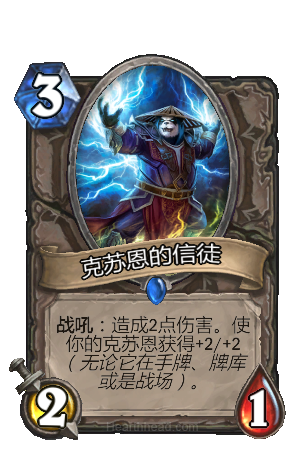 3
克苏恩的信徒
战吼：造成2点伤害。使
你的克苏恩获得+2/+2
（无论它在手牌、牌库
或是战场）。
2
1